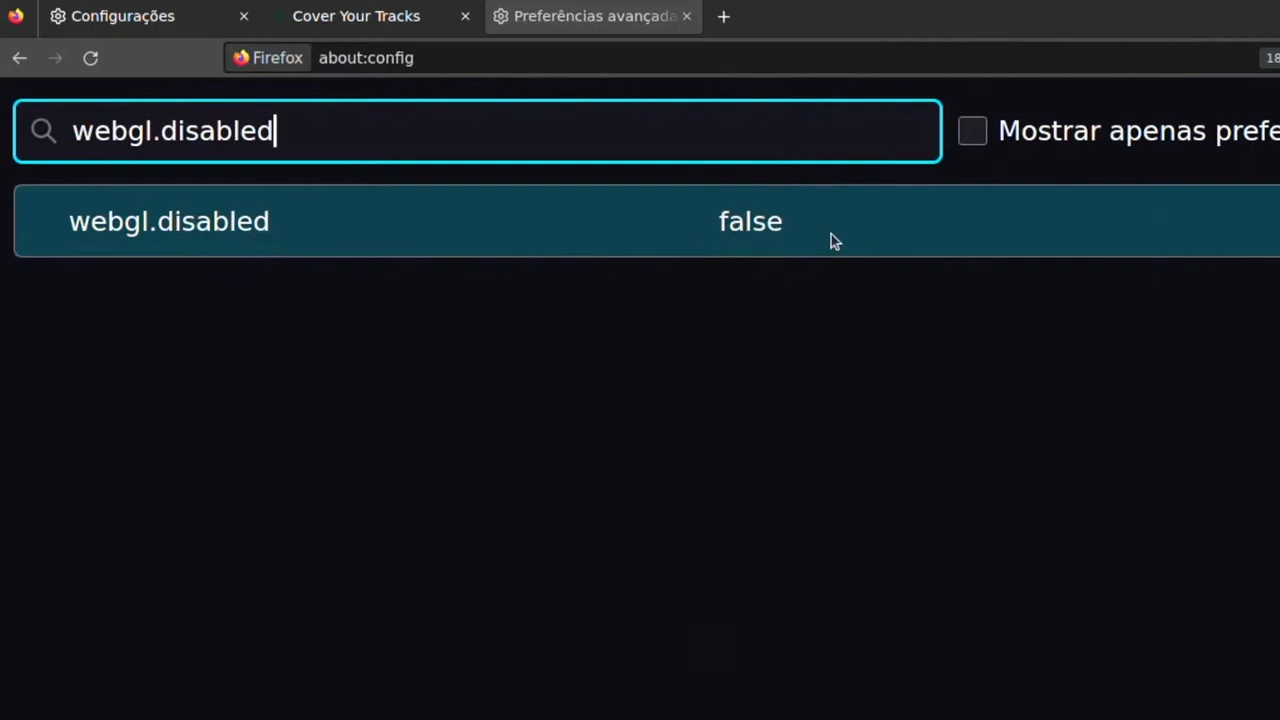 Configurações
Cover Your Tracks
Preferências avançada
Firefox
about:config
18
webgl.disabled
Mostrar apenas prefe
webgl.disabled
false